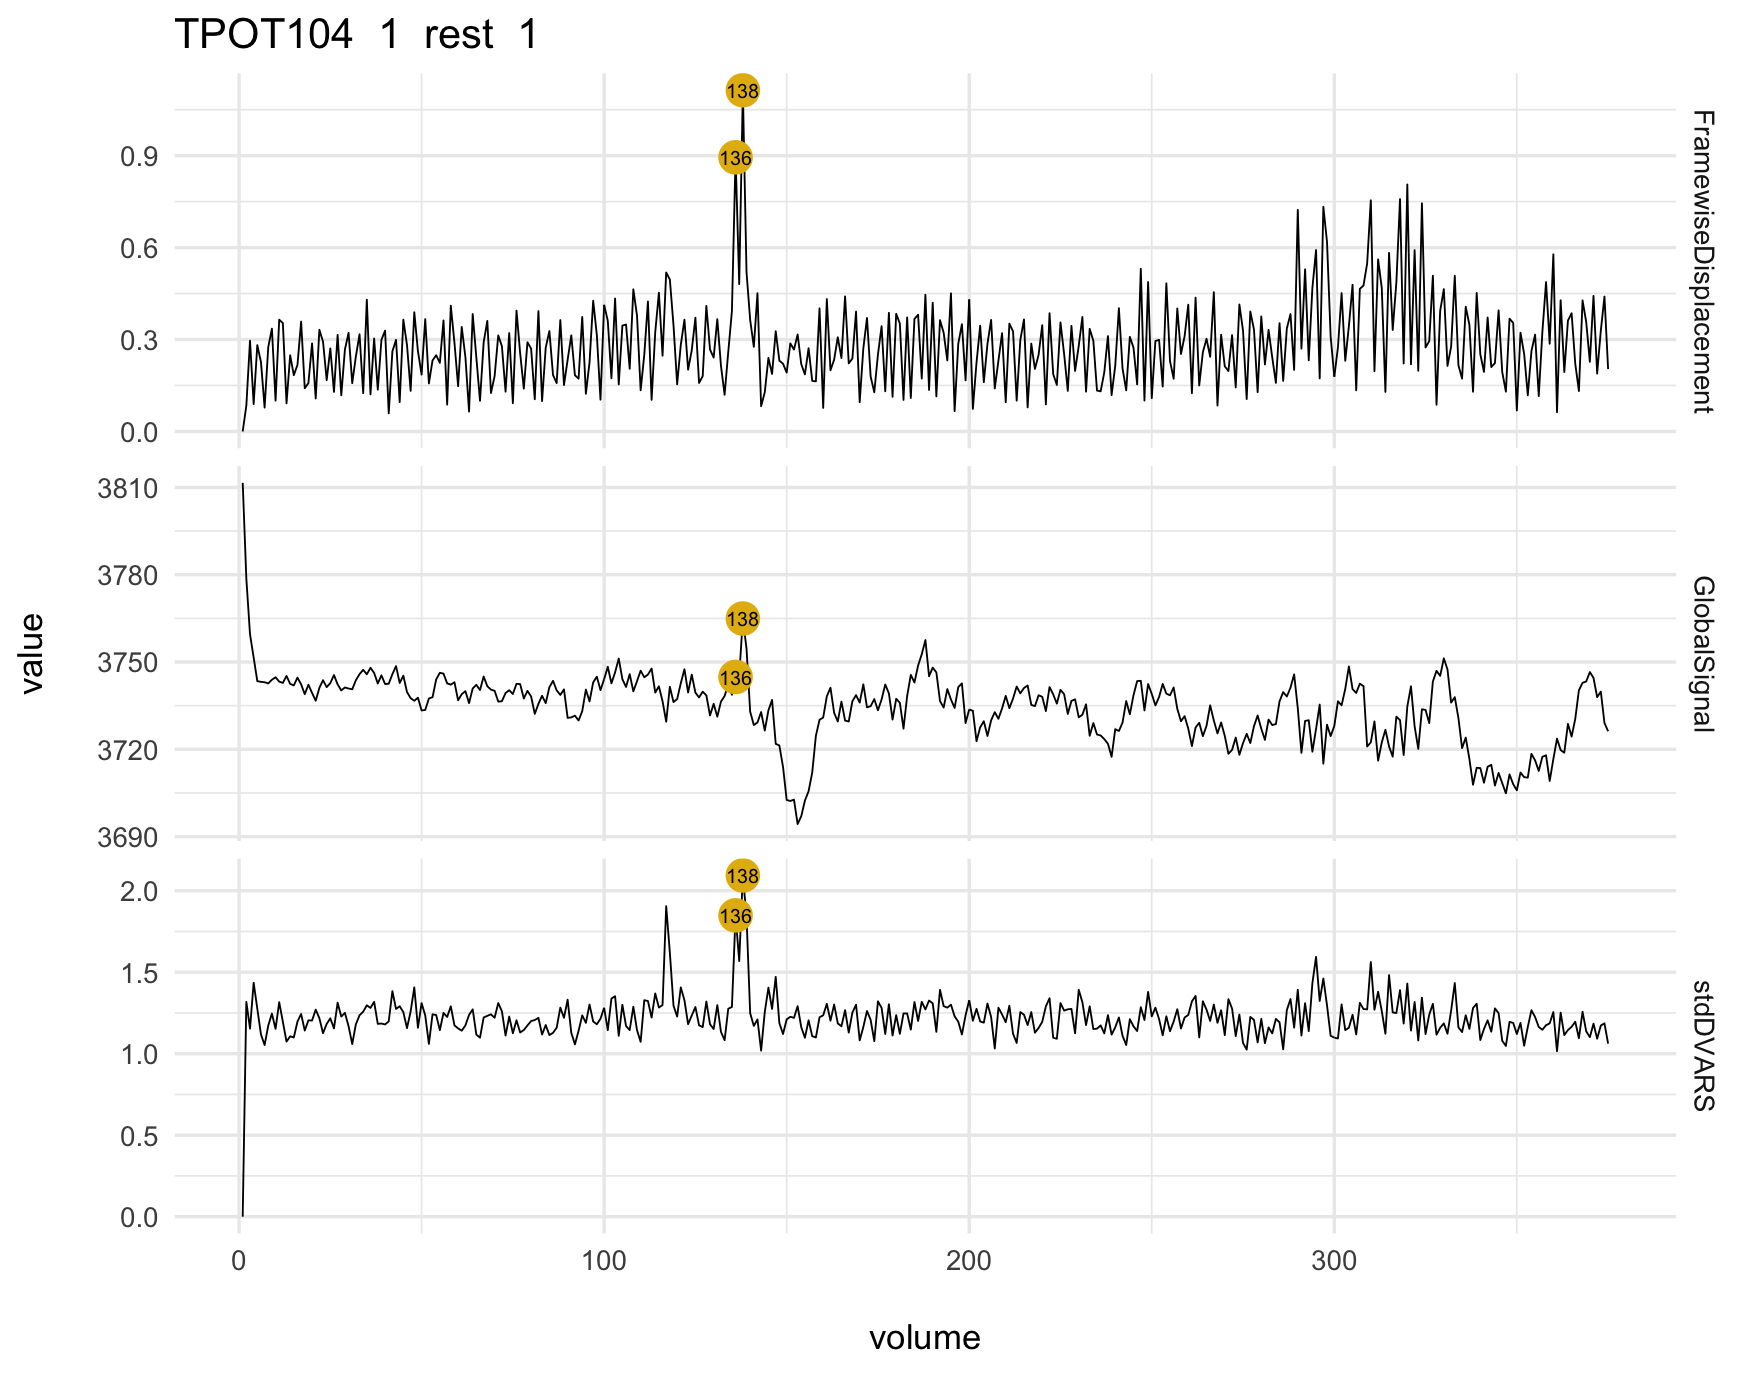 TPOT104 1 rest 1
138
0.9
136
0.6
0.3
0.0
FramewiseDisplacement
3810
3780
138
3750
136
3720
3690
GlobalSignal
value
138
2.0
136
1.5
1.0
0.5
0.0
stdDVARS
0 100 200 300
volume